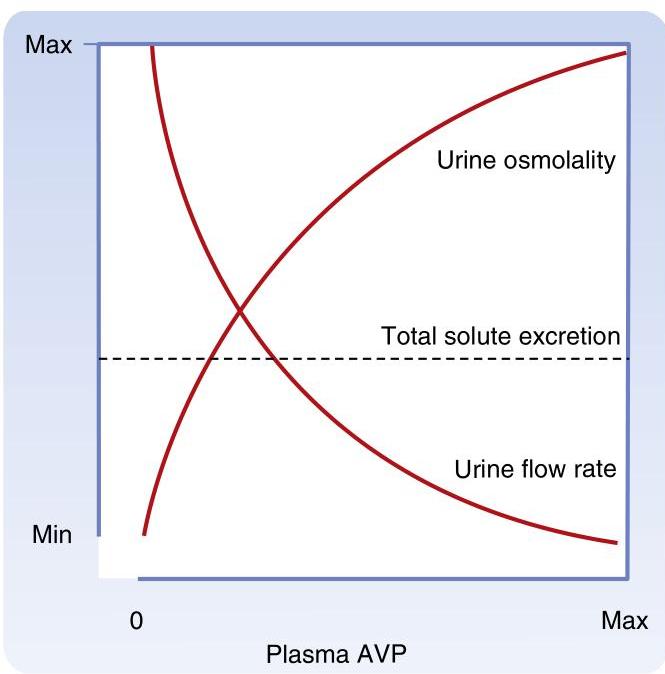 Max
Urine osmolality
Total solute excretion
Urine flow rate
Min
0
Max
Plasma AVP